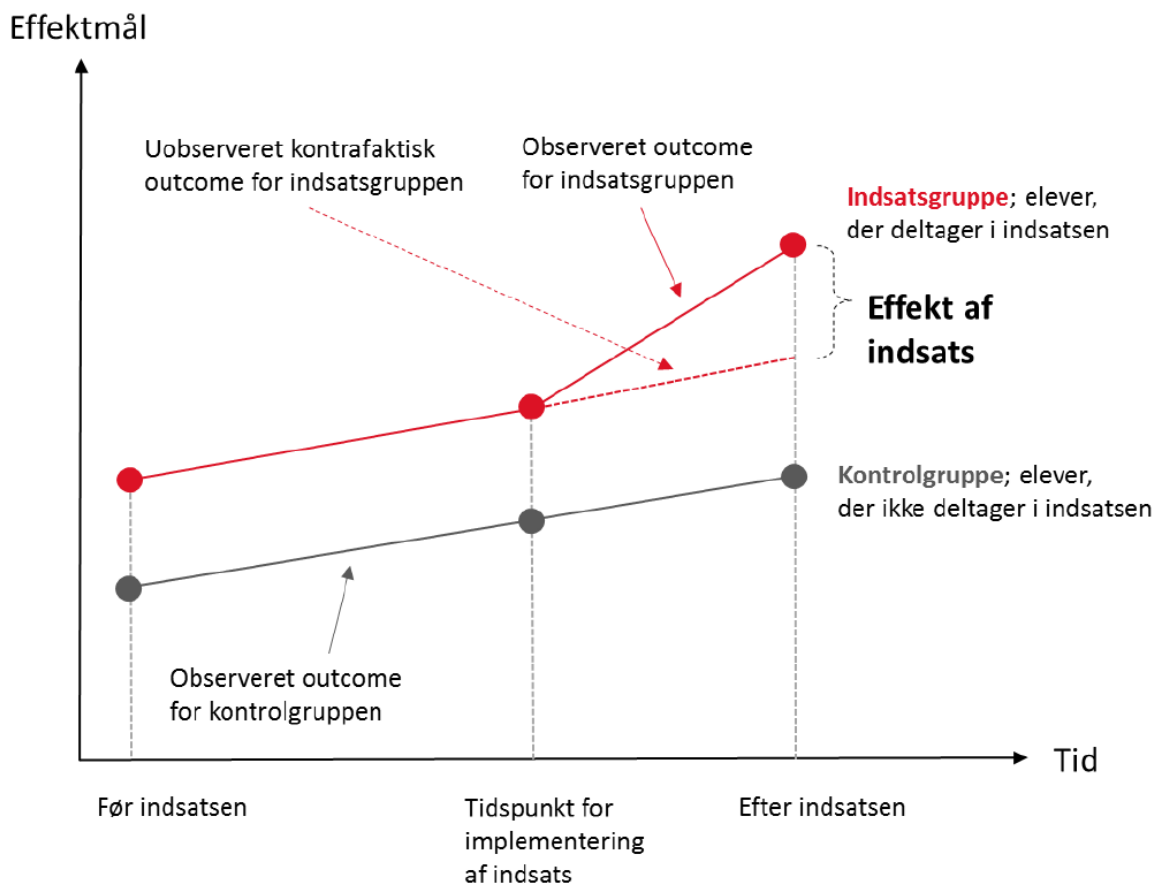 Effektmål
Uobserveret kontrafaktisk
outcome for indsatsgruppen
Observeret outcome
for indsatsgruppen
Indsatsgruppe; elever,
der deltager i indsatsen
Effekt af
indsats
Kontrolgruppe; elever,
der ikke deltager i indsatsen
Observeret outcome
for kontrolgruppen
Tid
Før indsatsen
Tidspunkt for
implementering
af indsats
Efter indsatsen